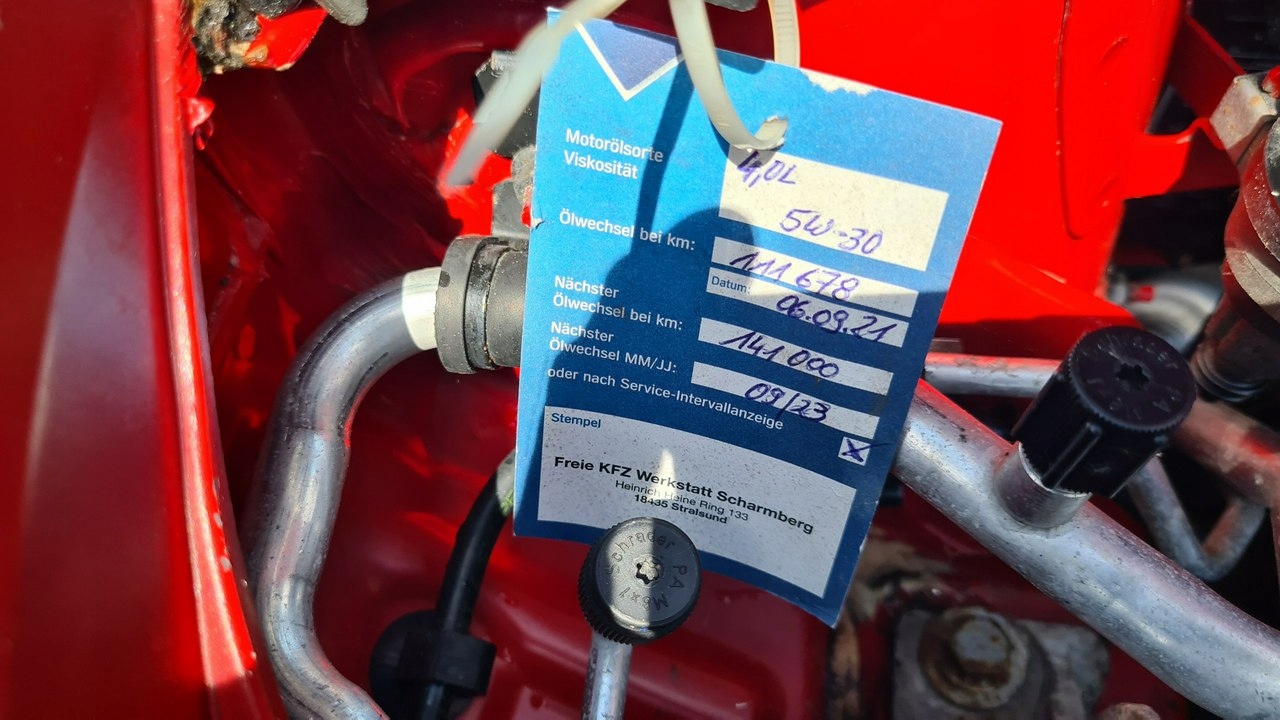 Motorölsorte
Viskosität
4,0L
5W-30
Ölwechsel bei km:
111 678
Datum:
06.09.21
Nächster
Ölwechsel bei km:
141 000
Nächster
Ölwechsel MM/JJ:
09/23
oder nach Service-Intervallanzeige
X
Stempel
Freie KFZ Werkstatt Scharmberg
Heinrich Heine Ring 133
18435 Stralsund
Schrader PA M6x1